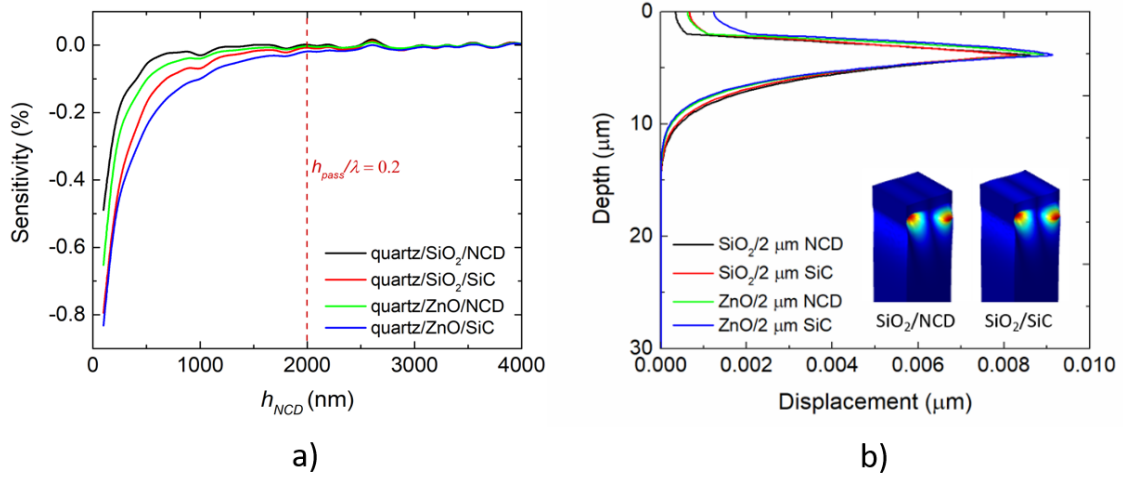 0.0
-0.2
-0.4
-0.6
-0.8
Sensitivity (%)
h_pass/λ = 0.2
quartz/SiO₂/NCD
quartz/SiO₂/SiC
quartz/ZnO/NCD
quartz/ZnO/SiC
0 1000 2000 3000 4000
h_NCD (nm)
a)
0
10
20
30
Depth (μm)
SiO₂/2 μm NCD
SiO₂/2 μm SiC
ZnO/2 μm NCD
ZnO/2 μm SiC
SiO₂/NCD SiO₂/SiC
0.000 0.002 0.004 0.006 0.008 0.010
Displacement (μm)
b)